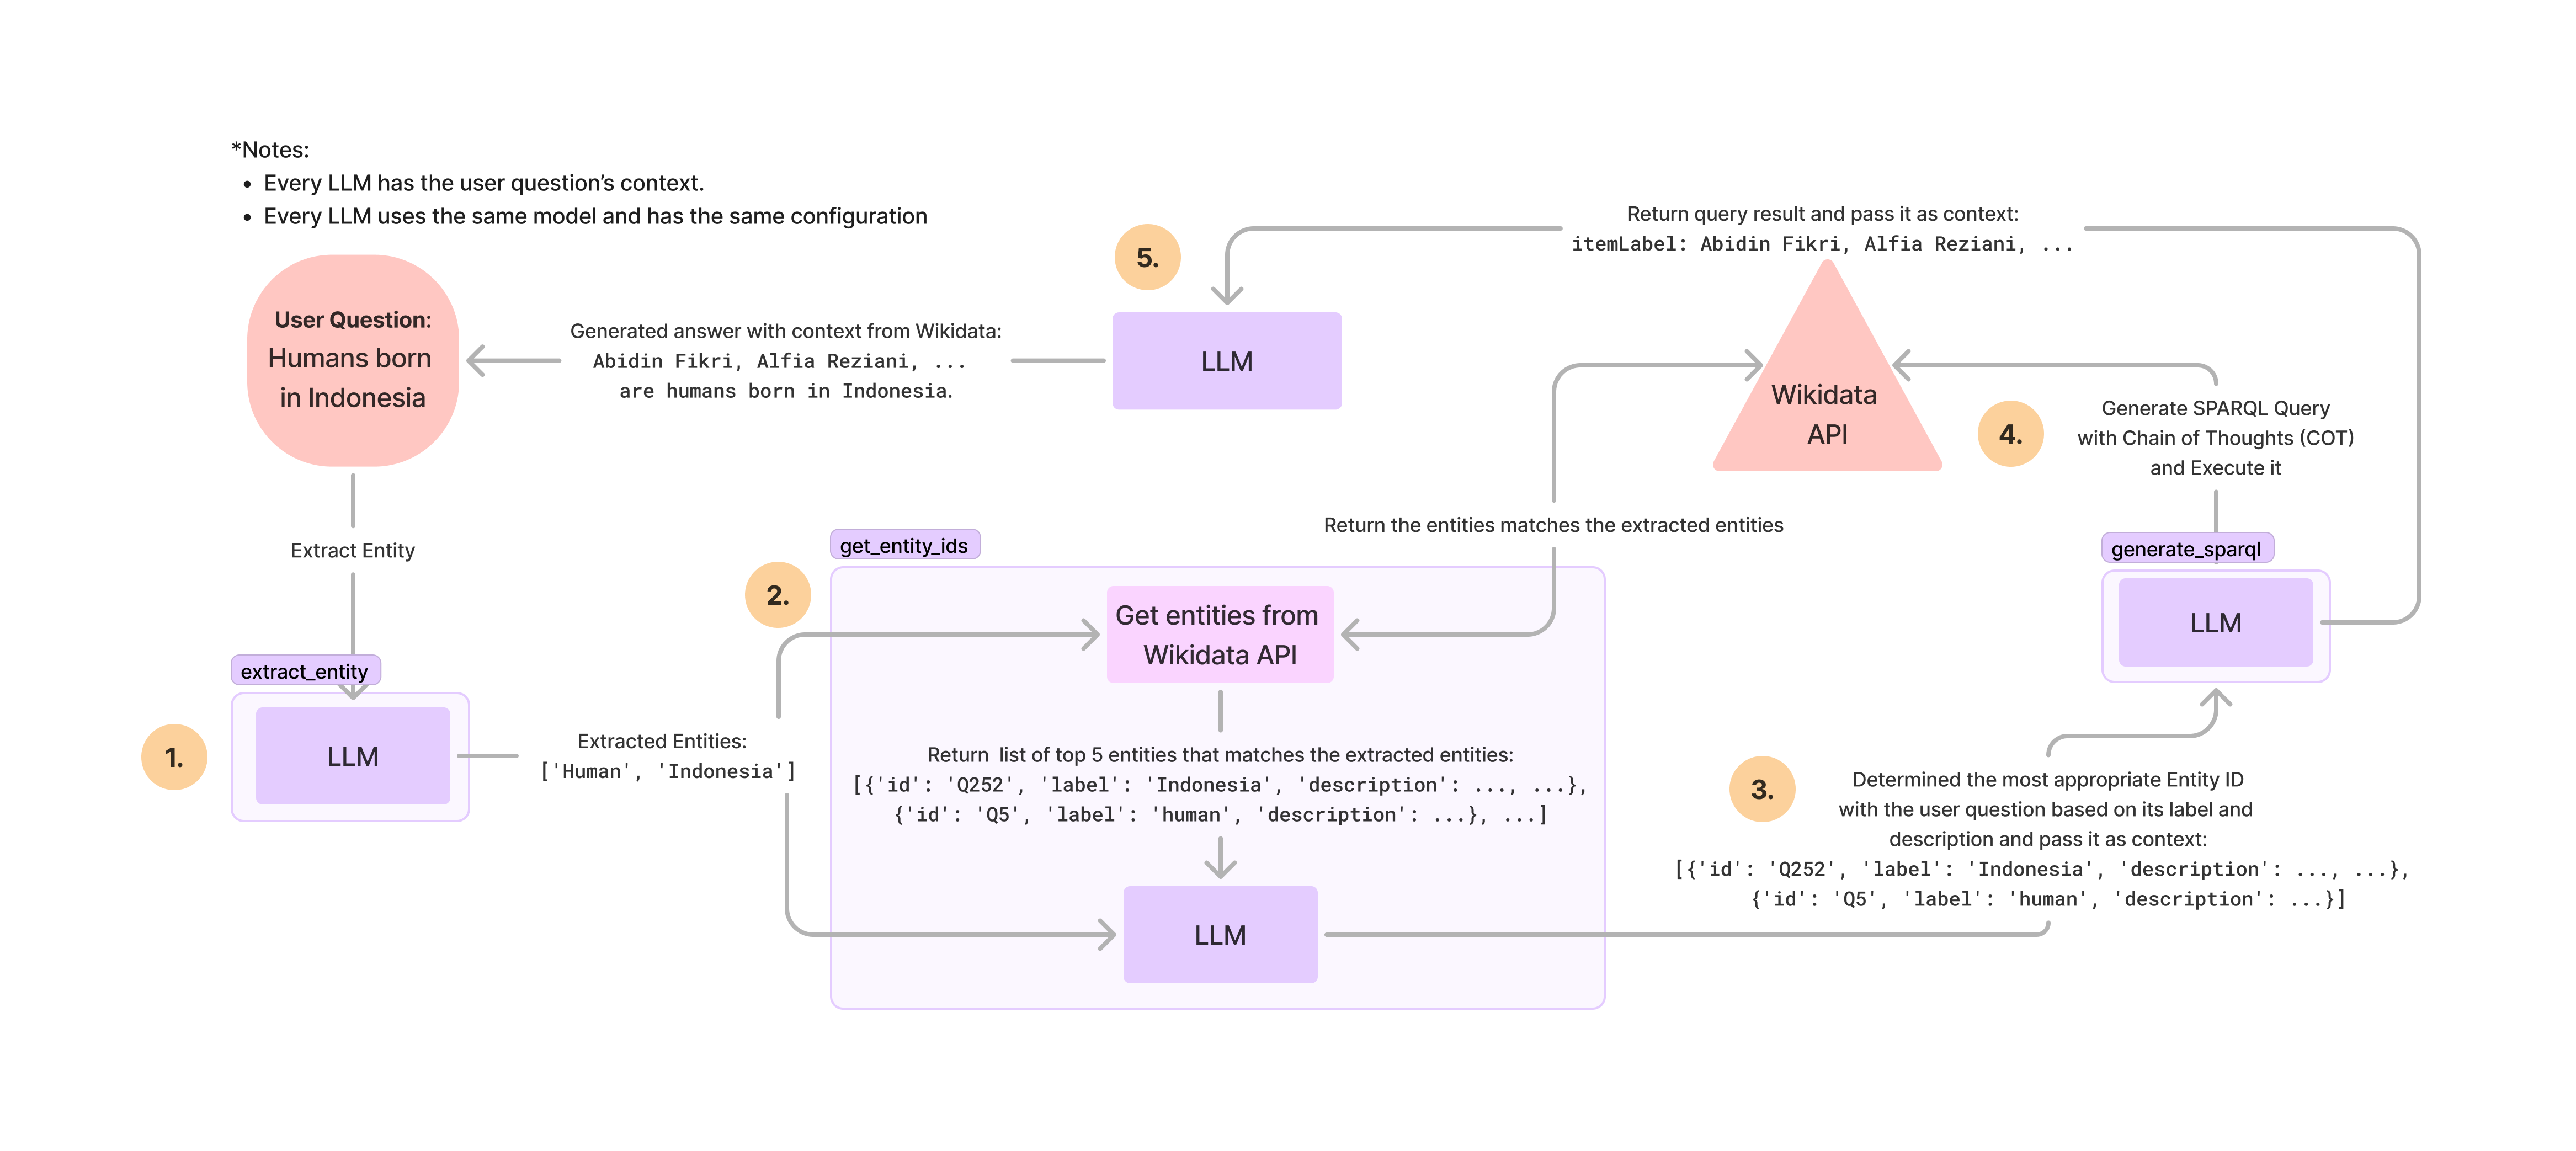 *Notes:
• Every LLM has the user question’s context.
• Every LLM uses the same model and has the same configuration
User Question:
Humans born
in Indonesia
Extract Entity
extract_entity
1.
LLM
Extracted Entities:
['Human', 'Indonesia']
2.
get_entity_ids
Get entities from
Wikidata API
Return the entities matches the extracted entities
Return  list of top 5 entities that matches the extracted entities:
[{'id': 'Q252', 'label': 'Indonesia', 'description': ..., ...},
{'id': 'Q5', 'label': 'human', 'description': ...}, ...]
LLM
3.
Determined the most appropriate Entity ID
with the user question based on its label and
description and pass it as context:
[{'id': 'Q252', 'label': 'Indonesia', 'description': ..., ...},
{'id': 'Q5', 'label': 'human', 'description': ...}]
generate_sparql
LLM
4.
Generate SPARQL Query
with Chain of Thoughts (COT)
and Execute it
Wikidata
API
Return query result and pass it as context:
itemLabel: Abidin Fikri, Alfia Reziani, ...
5.
LLM
Generated answer with context from Wikidata:
Abidin Fikri, Alfia Reziani, ...
are humans born in Indonesia.